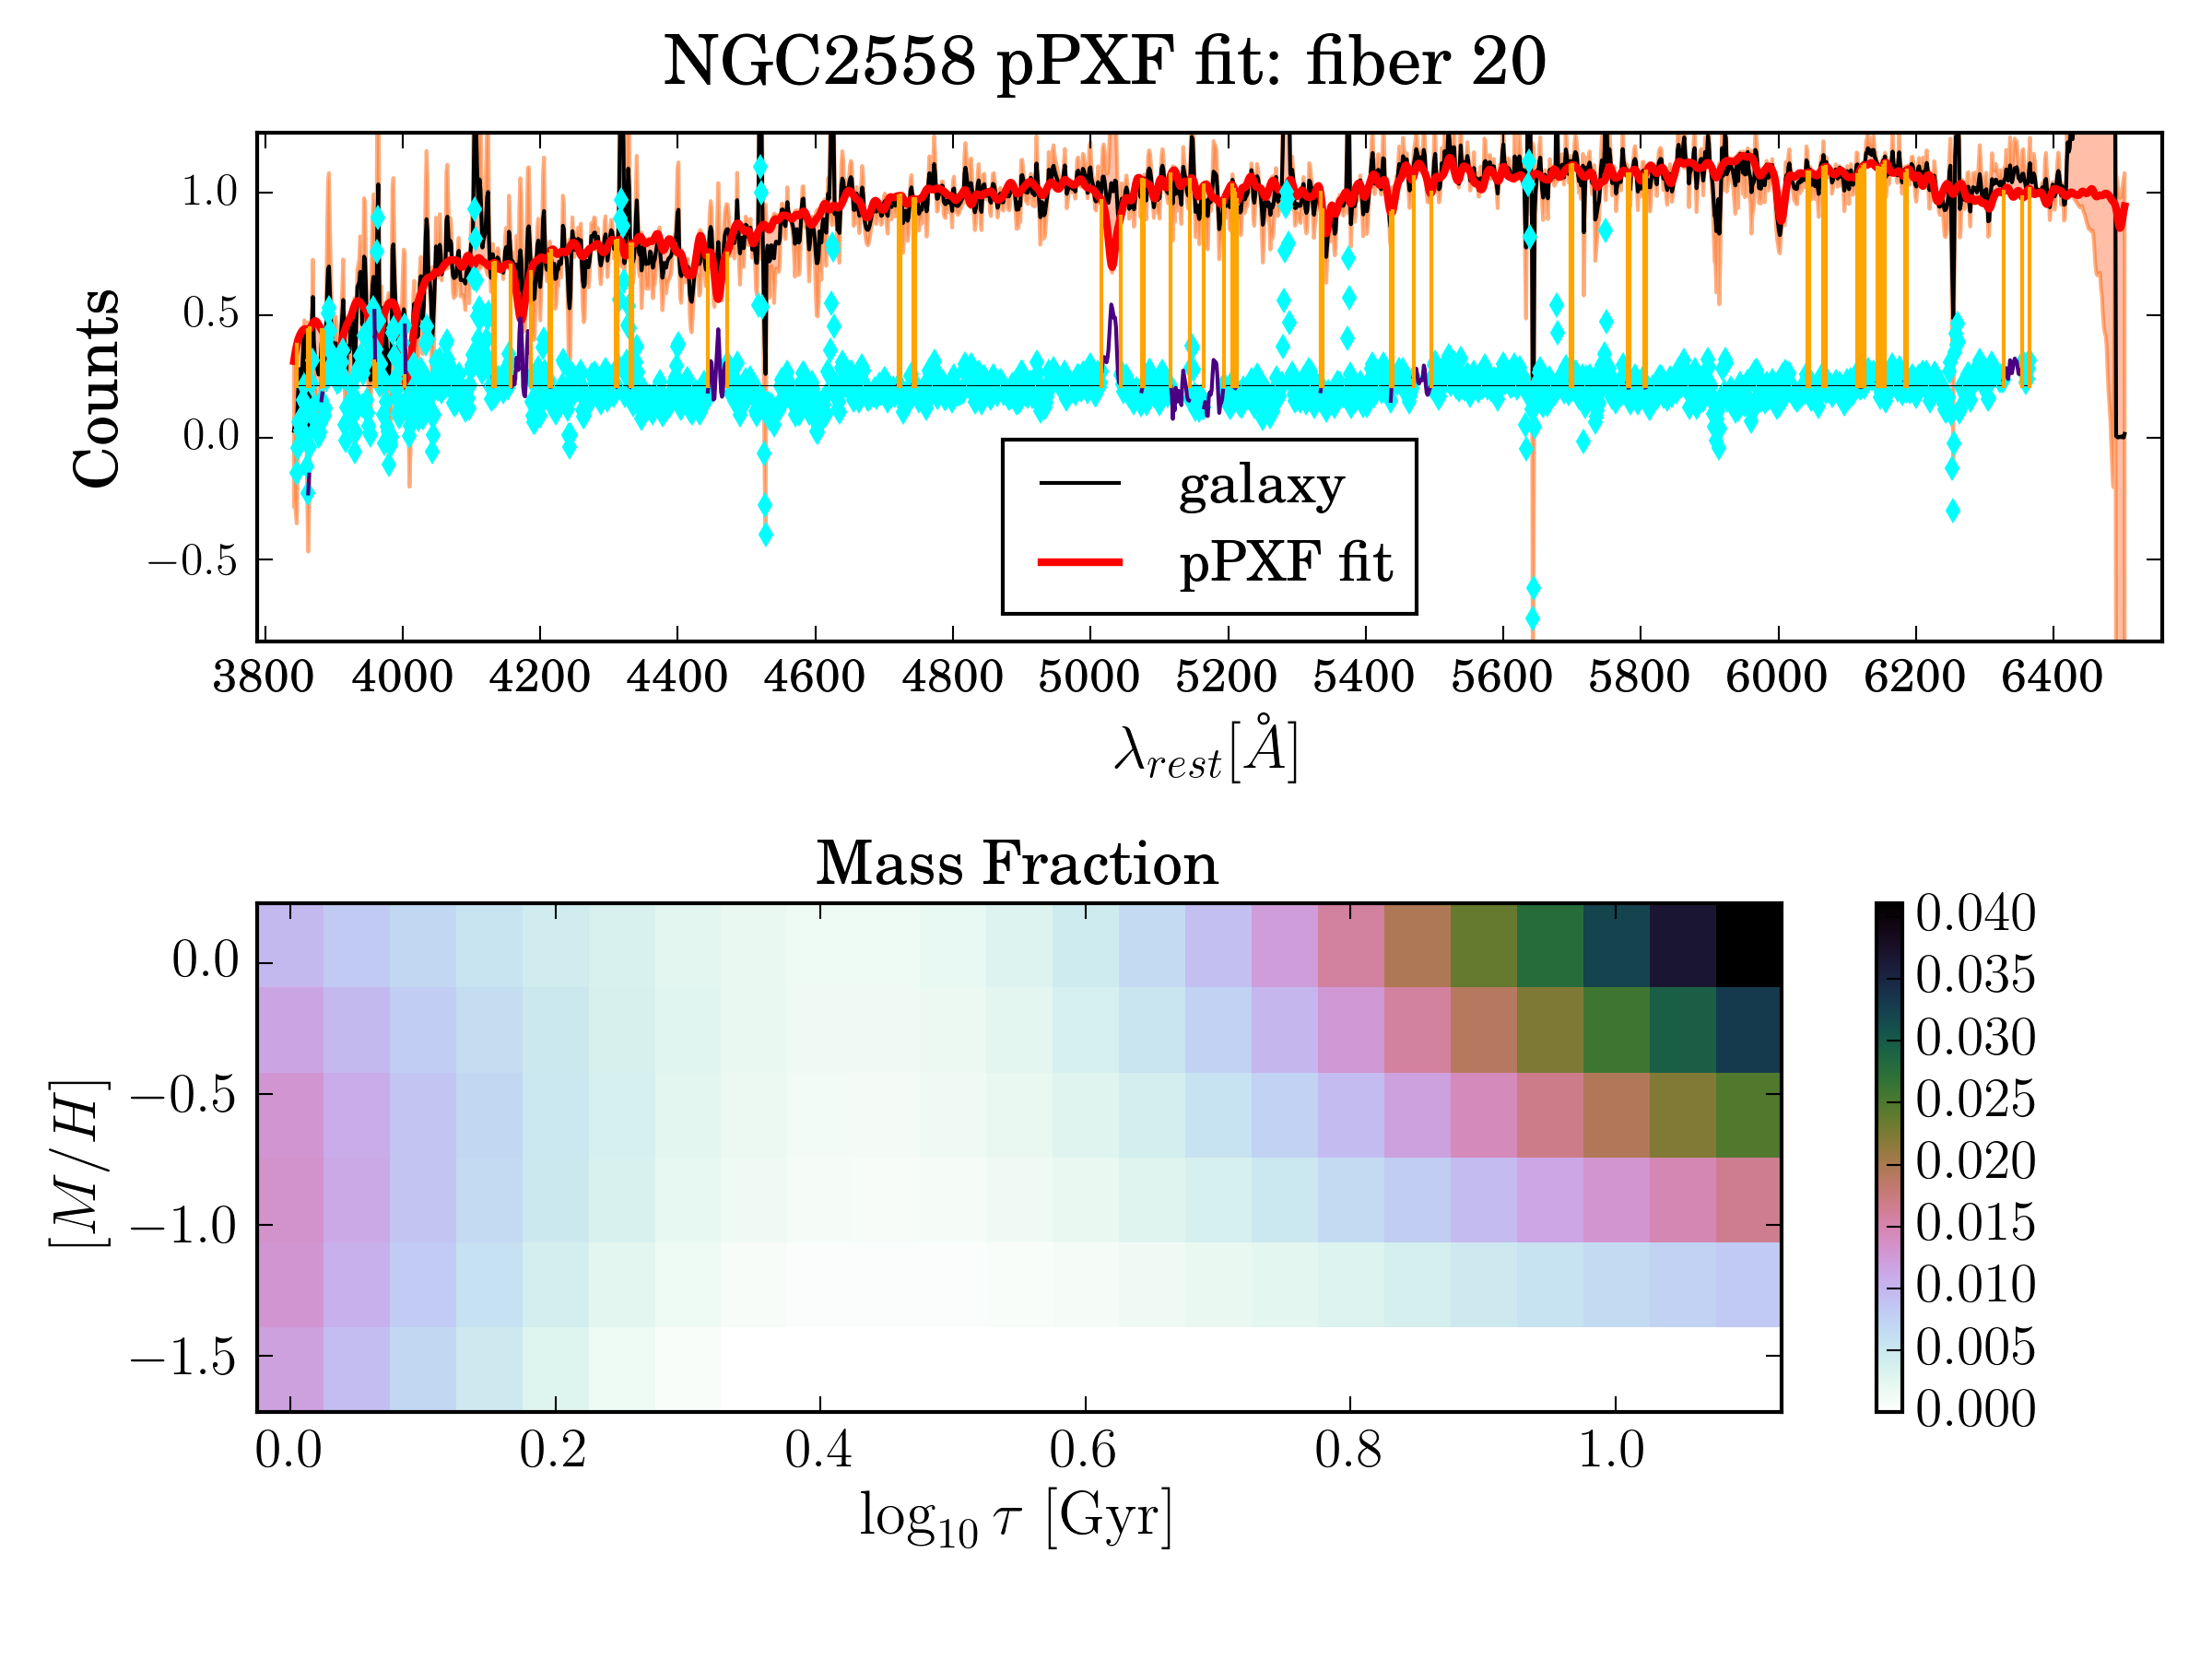 NGC2558 pPXF fit: fiber 20
Counts
1.0
0.5
0.0
−0.5
galaxy
pPXF fit
3800 4000 4200 4400 4600 4800 5000 5200 5400 5600 5800 6000 6200 6400
λrest[Å]
Mass Fraction
[M/H]
0.0
−0.5
−1.0
−1.5
0.0 0.2 0.4 0.6 0.8 1.0
log10 τ [Gyr]
0.040
0.035
0.030
0.025
0.020
0.015
0.010
0.005
0.000